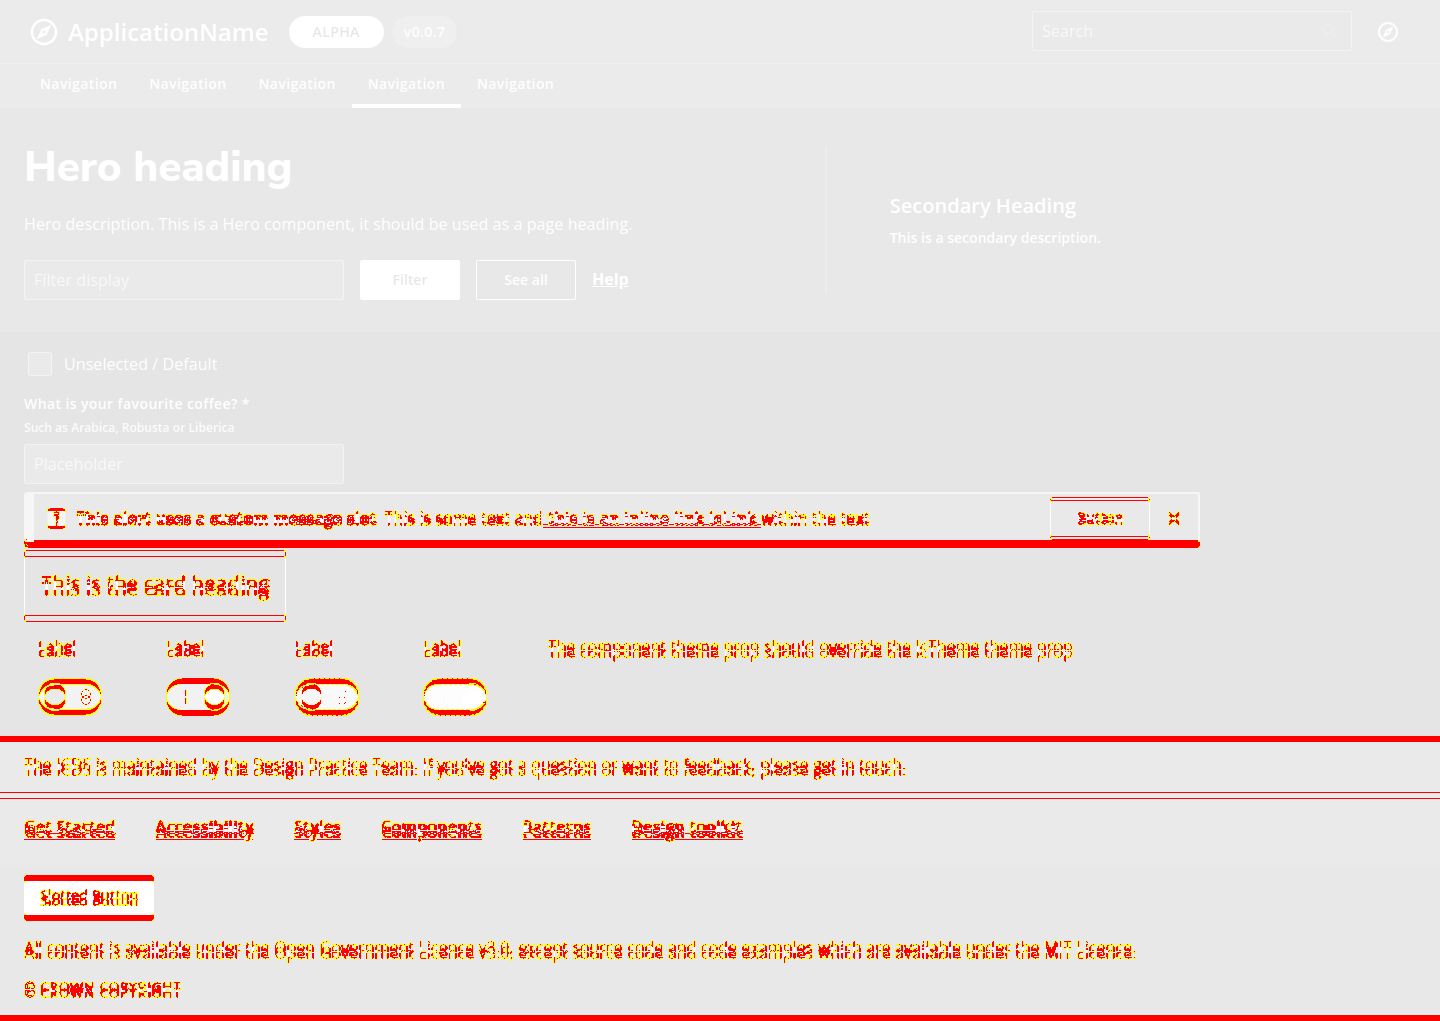 ApplicationName ALPHA v0.0.7 Search
Navigation Navigation Navigation Navigation Navigation
Hero heading
Secondary Heading
Hero description. This is a Hero component, it should be used as a page heading.
This is a secondary description.
Filter display Filter See all Help
Unselected / Default
What is your favourite coffee? *
Such as Arabica, Robusta or Liberica
Placeholder
This alert uses a custom message slot. This is some text and this is an inline link within the text Button
This is the card heading
Label Label Label Label The component theme prop should override the IcTheme theme prop
The ICDS is maintained by the Design Practice Team. If you've got a question or want to feedback, please get in touch.
Get Started Accessibility Styles Components Patterns Design toolkit
Slotted Button
All content is available under the Open Government Licence v3.0, except source code and code examples which are available under the MIT Licence.
© CROWN COPYRIGHT